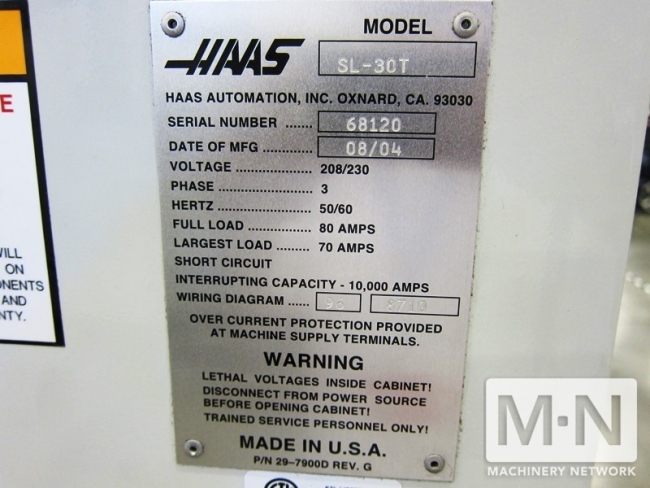 HAAS
MODEL
SL-30T
HAAS AUTOMATION, INC. OXNARD, CA. 93030
SERIAL NUMBER ...... 68120
DATE OF MFG ........... 08/04
VOLTAGE .................. 208/230
PHASE ....................... 3
HERTZ ....................... 50/60
FULL LOAD ............... 80 AMPS
LARGEST LOAD ......... 70 AMPS
SHORT CIRCUIT
INTERRUPTING CAPACITY - 10,000 AMPS
WIRING DIAGRAM ...... 96
OVER CURRENT PROTECTION PROVIDED
AT MACHINE SUPPLY TERMINALS.
WARNING
LETHAL VOLTAGES INSIDE CABINET!
DISCONNECT FROM POWER SOURCE
BEFORE OPENING CABINET!
TRAINED SERVICE PERSONNEL ONLY!
MADE IN U.S.A.
P/N 29-7900D REV. G
WILL
ON
AND
M·N
MACHINERY NETWORK